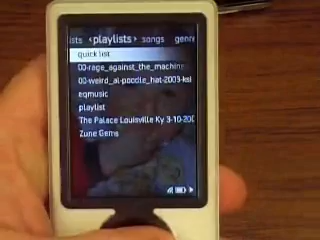 ists ‹playlists› songs genre
quick list
00-rage_against_the_machine
00-weird_al-poodle_hat-2003-ksi
eqmusic
playlist
The Palace Louisville Ky 3-10-200
Zune Gems